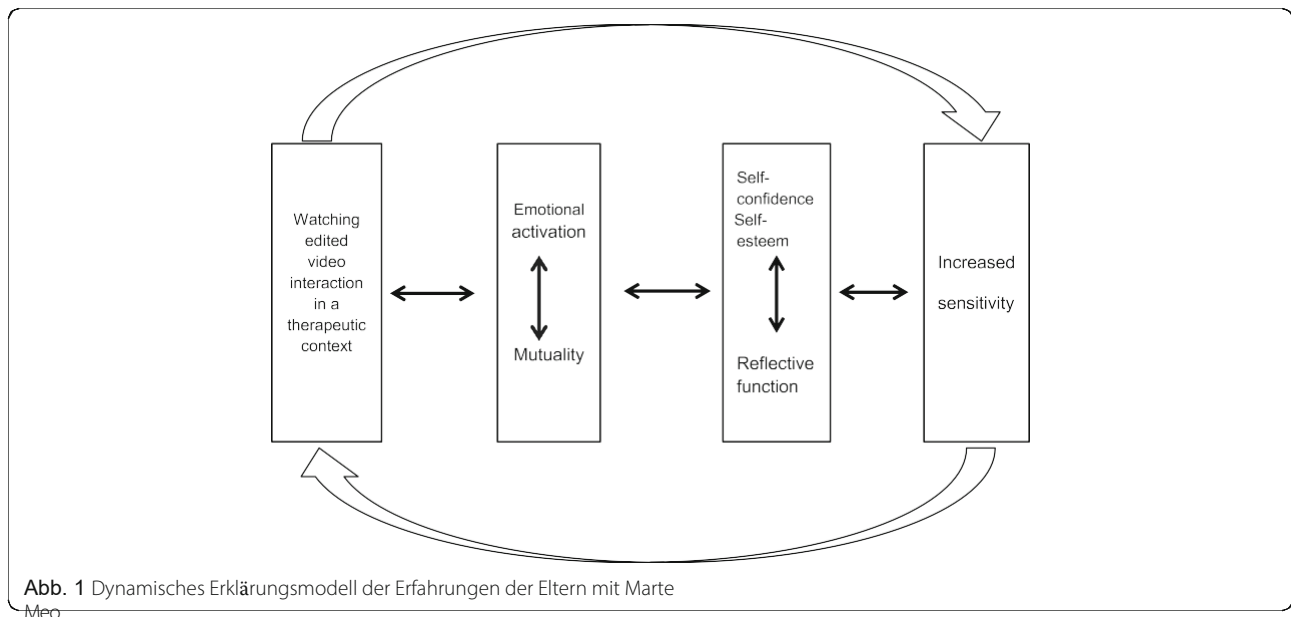 Watching
edited
video
interaction
in a
therapeutic
context
Emotional
activation
Mutuality
Self-
confidence
Self-
esteem
Reflective
function
Increased
sensitivity
Abb. 1 Dynamisches Erklärungsmodell der Erfahrungen der Eltern mit Marte
Meo